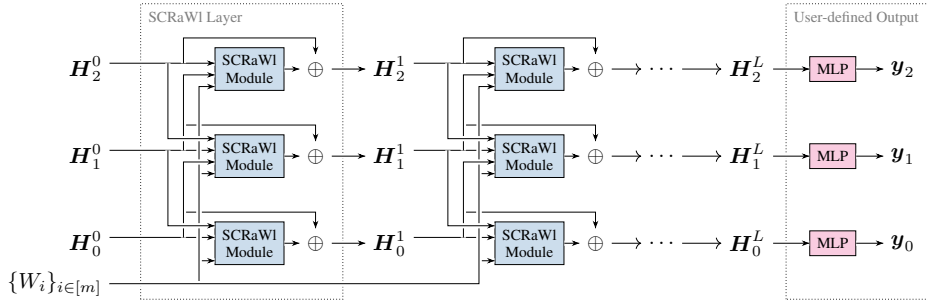 SCRaWl Layer
User-defined Output
H_2^0
SCRaWl
Module
⊕
H_2^1
SCRaWl
Module
⊕
···
H_2^L
MLP
y_2
H_1^0
SCRaWl
Module
⊕
H_1^1
SCRaWl
Module
⊕
···
H_1^L
MLP
y_1
H_0^0
SCRaWl
Module
⊕
H_0^1
SCRaWl
Module
⊕
···
H_0^L
MLP
y_0
{W_i}_{i∈[m]}